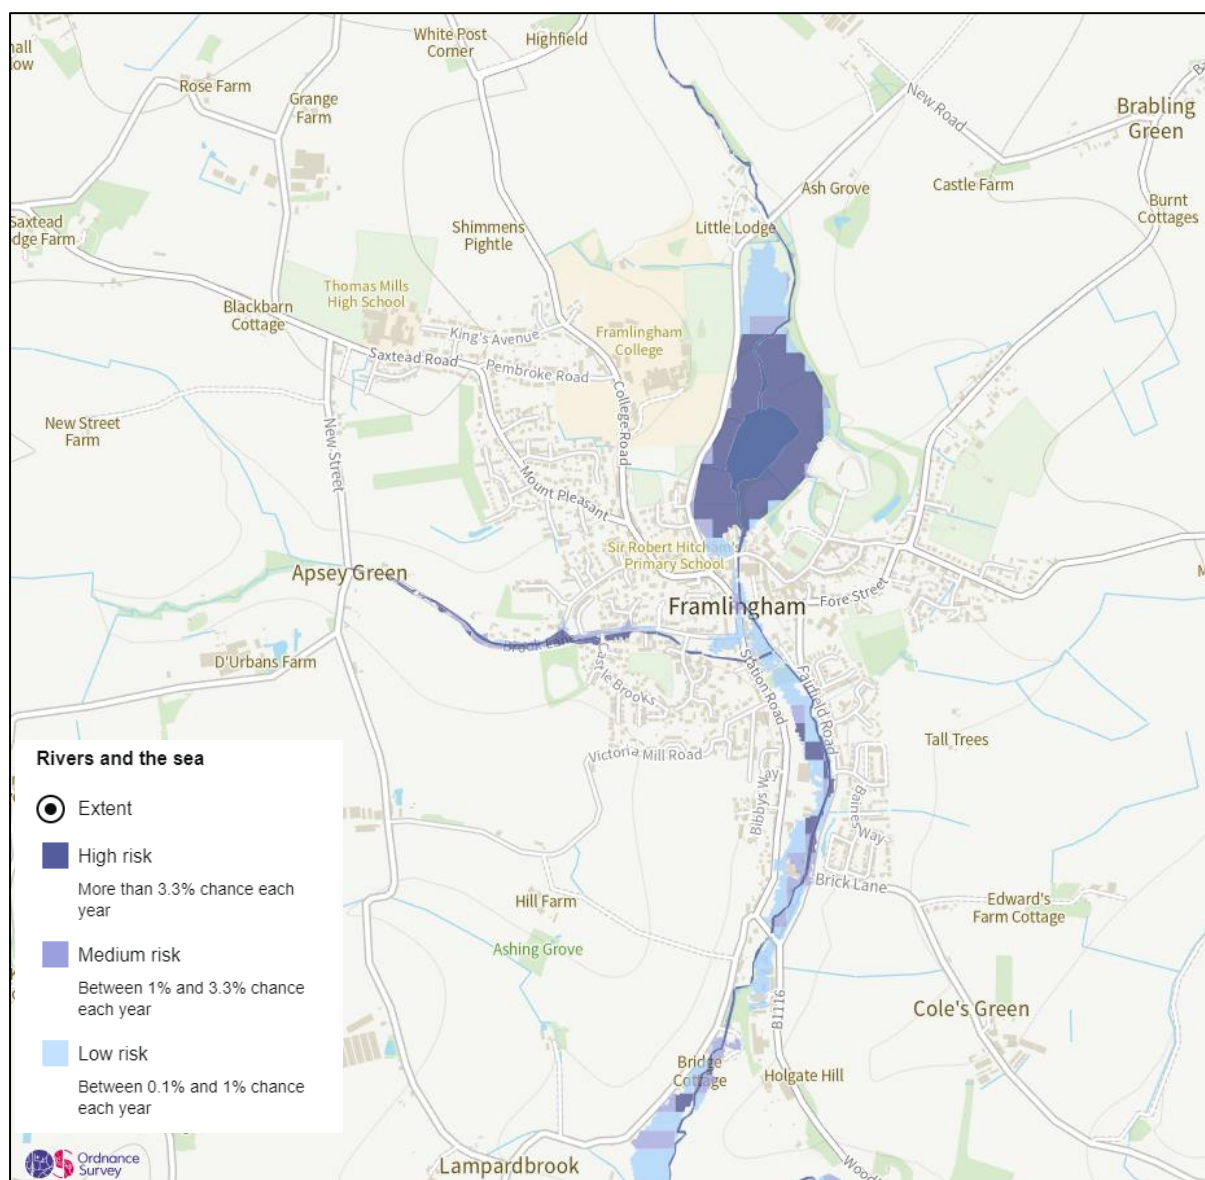 White Post
Corner
Highfield
Rose Farm
Grange
Farm
New Road
Brabling
Green
Ash Grove
Castle Farm
Burnt
Cottages
Saxtead
dge Farm
Shimmens
Pightle
Little Lodge
Thomas Mills
High School
Blackbarn
Cottage
King's Avenue
Framlingham
College
Saxtead Road
Pembroke Road
College Road
New Street
Farm
New Street
Mount Pleasant
Sir Robert Hitcham's
Primary School
Apsey Green
Framlingham
Fore Street
Brook Lane
D'Urbans Farm
Castle Brooks
Station Road
Fairfield Road
Tall Trees
Victoria Mill Road
Bibbys Way
Baines Way
Brick Lane
Hill Farm
Edward's
Farm Cottage
Ashing Grove
B1116
Cole's Green
Bridge
Cottage
Holgate Hill
Lampardbrook
Rivers and the sea
Extent
High risk
More than 3.3% chance each
year
Medium risk
Between 1% and 3.3% chance
each year
Low risk
Between 0.1% and 1% chance
each year
Ordnance
Survey